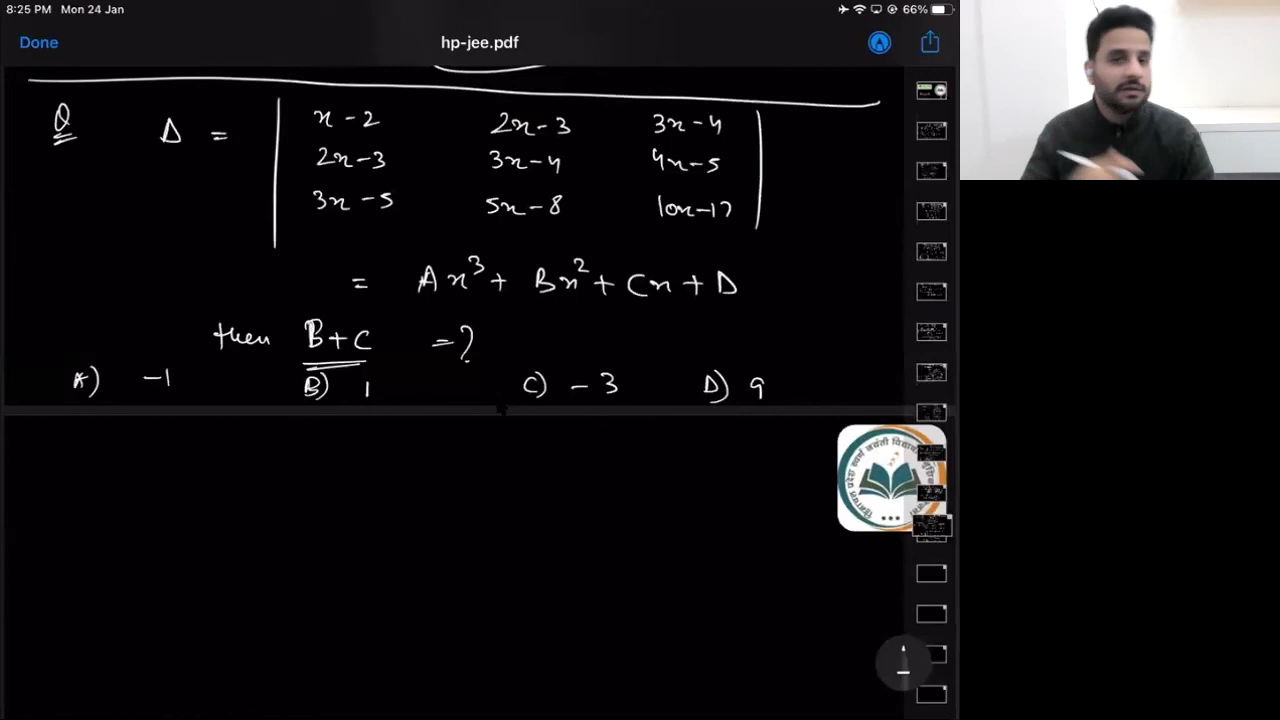 8:25 PM Mon 24 Jan 66%
Done hp-jee.pdf
Q Δ = | x - 2 2x - 3 3x - 4 |
| 2x - 3 3x - 4 4x - 5 |
| 3x - 5 5x - 8 10x - 17 |
= Ax³ + Bx² + Cx + D
then B + C = ?
A) -1 B) 1 C) - 3 D) 9